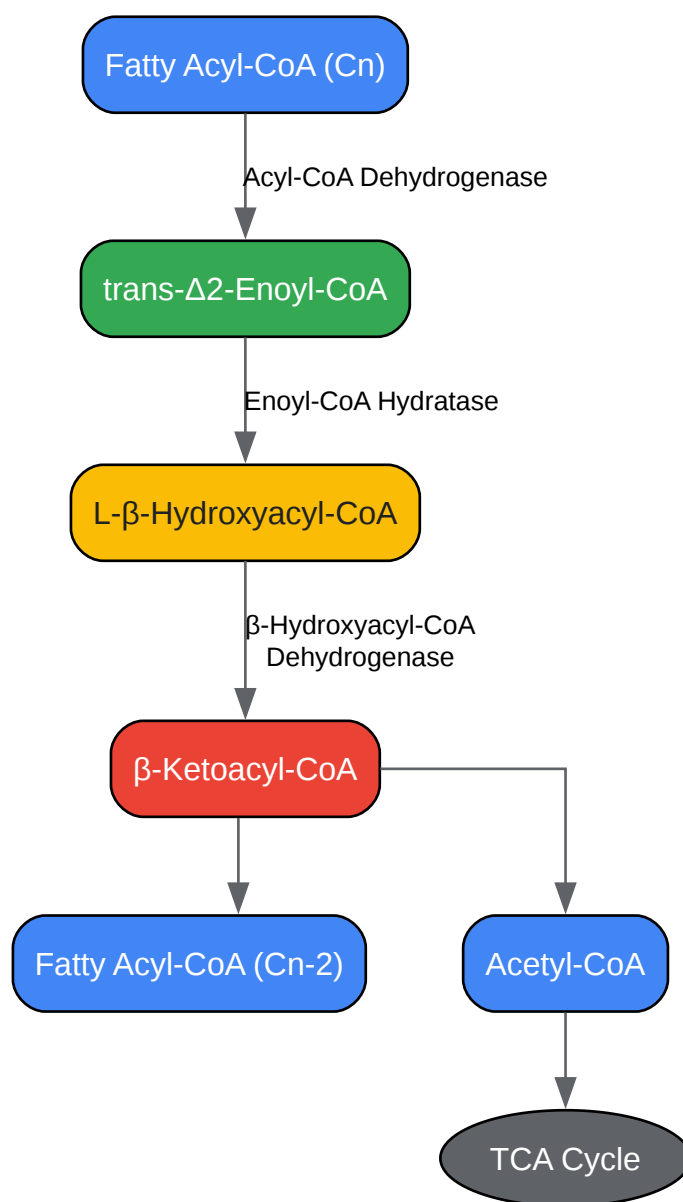 Fatty Acyl-CoA (Cn)
Acyl-CoA Dehydrogenase
trans-Δ2-Enoyl-CoA
Enoyl-CoA Hydratase
L-β-Hydroxyacyl-CoA
β-Hydroxyacyl-CoA
Dehydrogenase
β-Ketoacyl-CoA
Fatty Acyl-CoA (Cn-2)
Acetyl-CoA
TCA Cycle